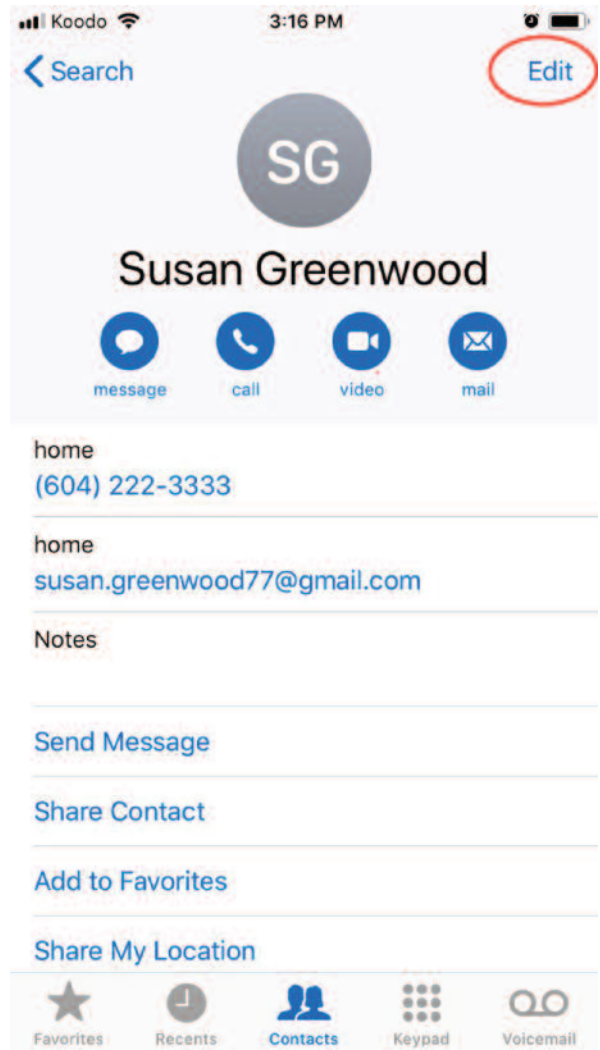 Koodo 3:16 PM
Search Edit
SG
Susan Greenwood
message call video mail
home
(604) 222-3333
home
susan.greenwood77@gmail.com
Notes
Send Message
Share Contact
Add to Favorites
Share My Location
Favorites Recents Contacts Keypad Voicemail